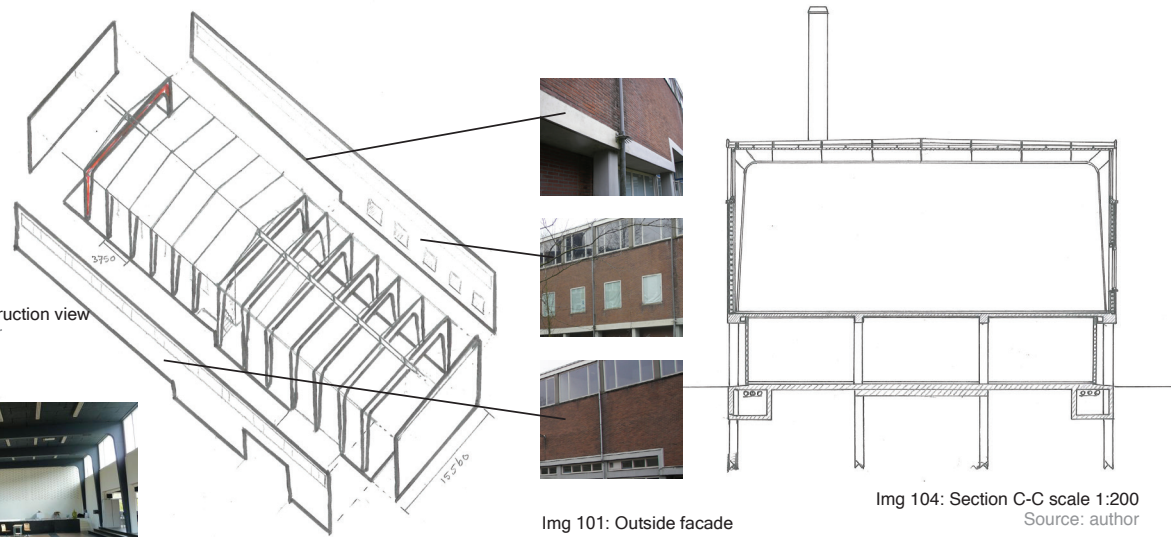 3750
ruction view
15560
Img 101: Outside facade
Img 104: Section C-C scale 1:200
Source: author